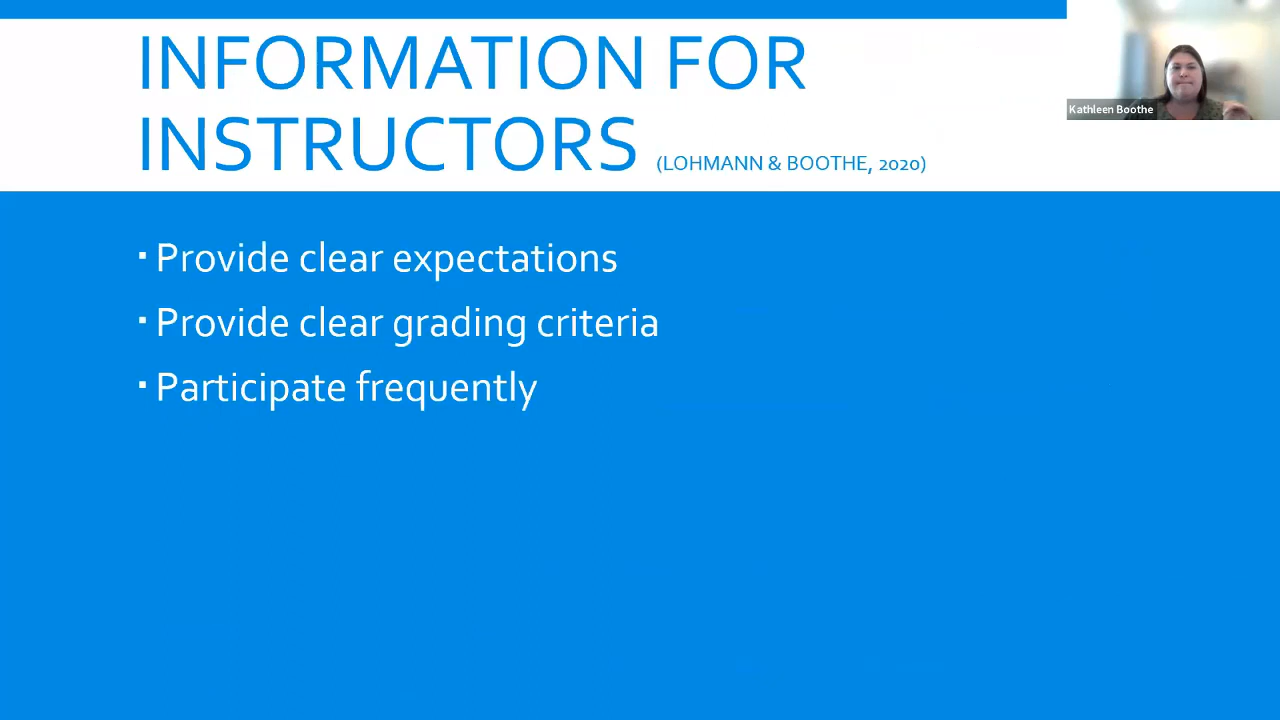 INFORMATION FOR
INSTRUCTORS (LOHMANN & BOOTHE, 2020)
Kathleen Boothe
▪ Provide clear expectations
▪ Provide clear grading criteria
▪ Participate frequently